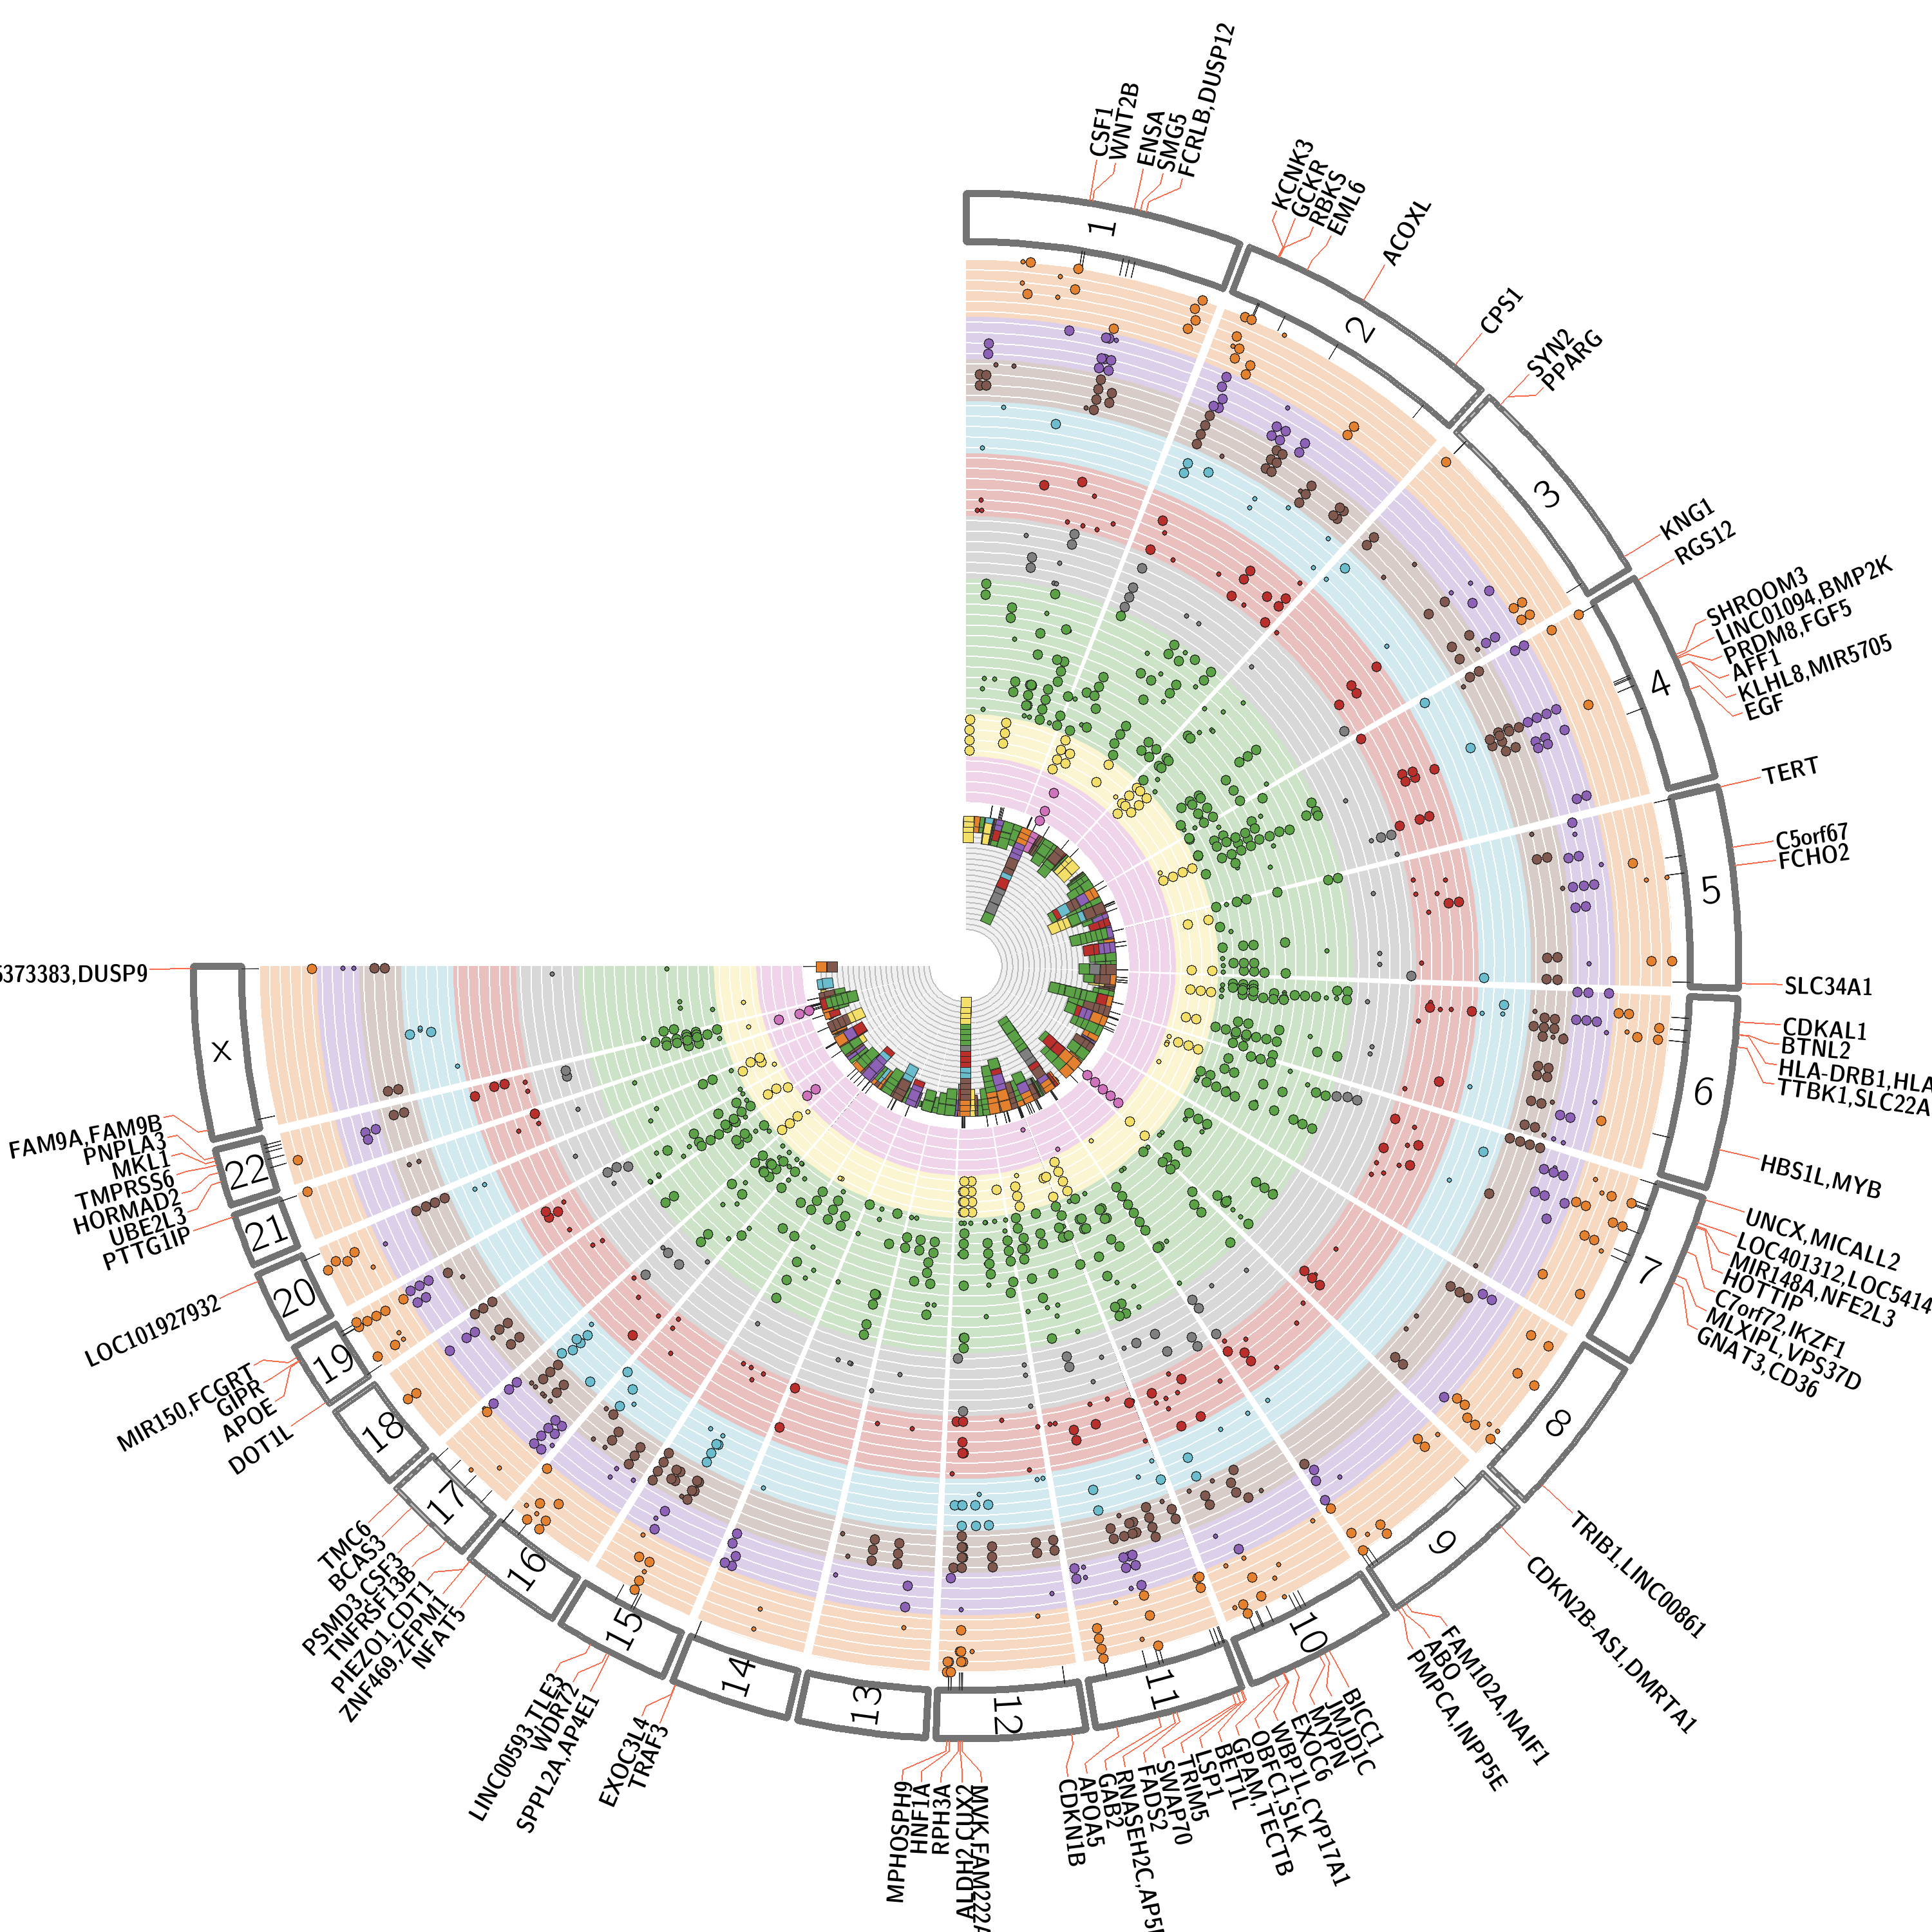 CSF1
WNT2B
ENSA
SMG5
FCRLB,DUSP12
KCNK3
GCKR
RBKS
EML6
ACOXL
CPS1
SYN2
PPARG
KNG1
RGS12
SHROOM3
LINC01094,BMP2K
PRDM8,FGF5
AFF1
KLHL8,MIR5705
EGF
TERT
C5orf67
FCHO2
SLC34A1
CDKAL1
BTNL2
HLA-DRB1,HLA
TTBK1,SLC22A
HBS1L,MYB
UNCX,MICALL2
LOC401312,LOC5414
MIR148A,NFE2L3
HOTTIP
C7orf72,IKZF1
MLXIPL,VPS37D
GNAT3,CD36
TRIB1,LINC00861
CDKN2B-AS1,DMRTA1
FAM102A,NAIF1
ABO
PMPCA,INPP5E
BICC1
JMJD1C
MYPN
EXOC6
WBP1L,CYP17A1
OBFC1,SLK
GPAM,TECTB
BET1L
LSP1
TRIM5
SWAP70
FADS2
RNASEH2C,AP5
GAB2
APOA5
CDKN1B
MVK,FAM222A
RPH3A
HNF1A
MPHOSPH9
TRAF3
EXOC3L4
SPPL2A,AP4E1
WDR72
LINC00593,TLE3
NFAT5
ZNF469,ZFPM1
PIEZO1,CDT1
TNFRSF13B
PSMD3,CSF3
BCAS3
TMC6
DOT1L
APOE
GIPR
MIR150,FCGRT
LOC101927932
PTTG1IP
UBE2L3
HORMAD2
TMPRSS6
MKL1
PNPLA3
FAM9A,FAM9B
5373383,DUSP9
1
2
3
4
5
6
7
8
9
10
11
12
13
14
15
16
17
18
19
20
21
22
X